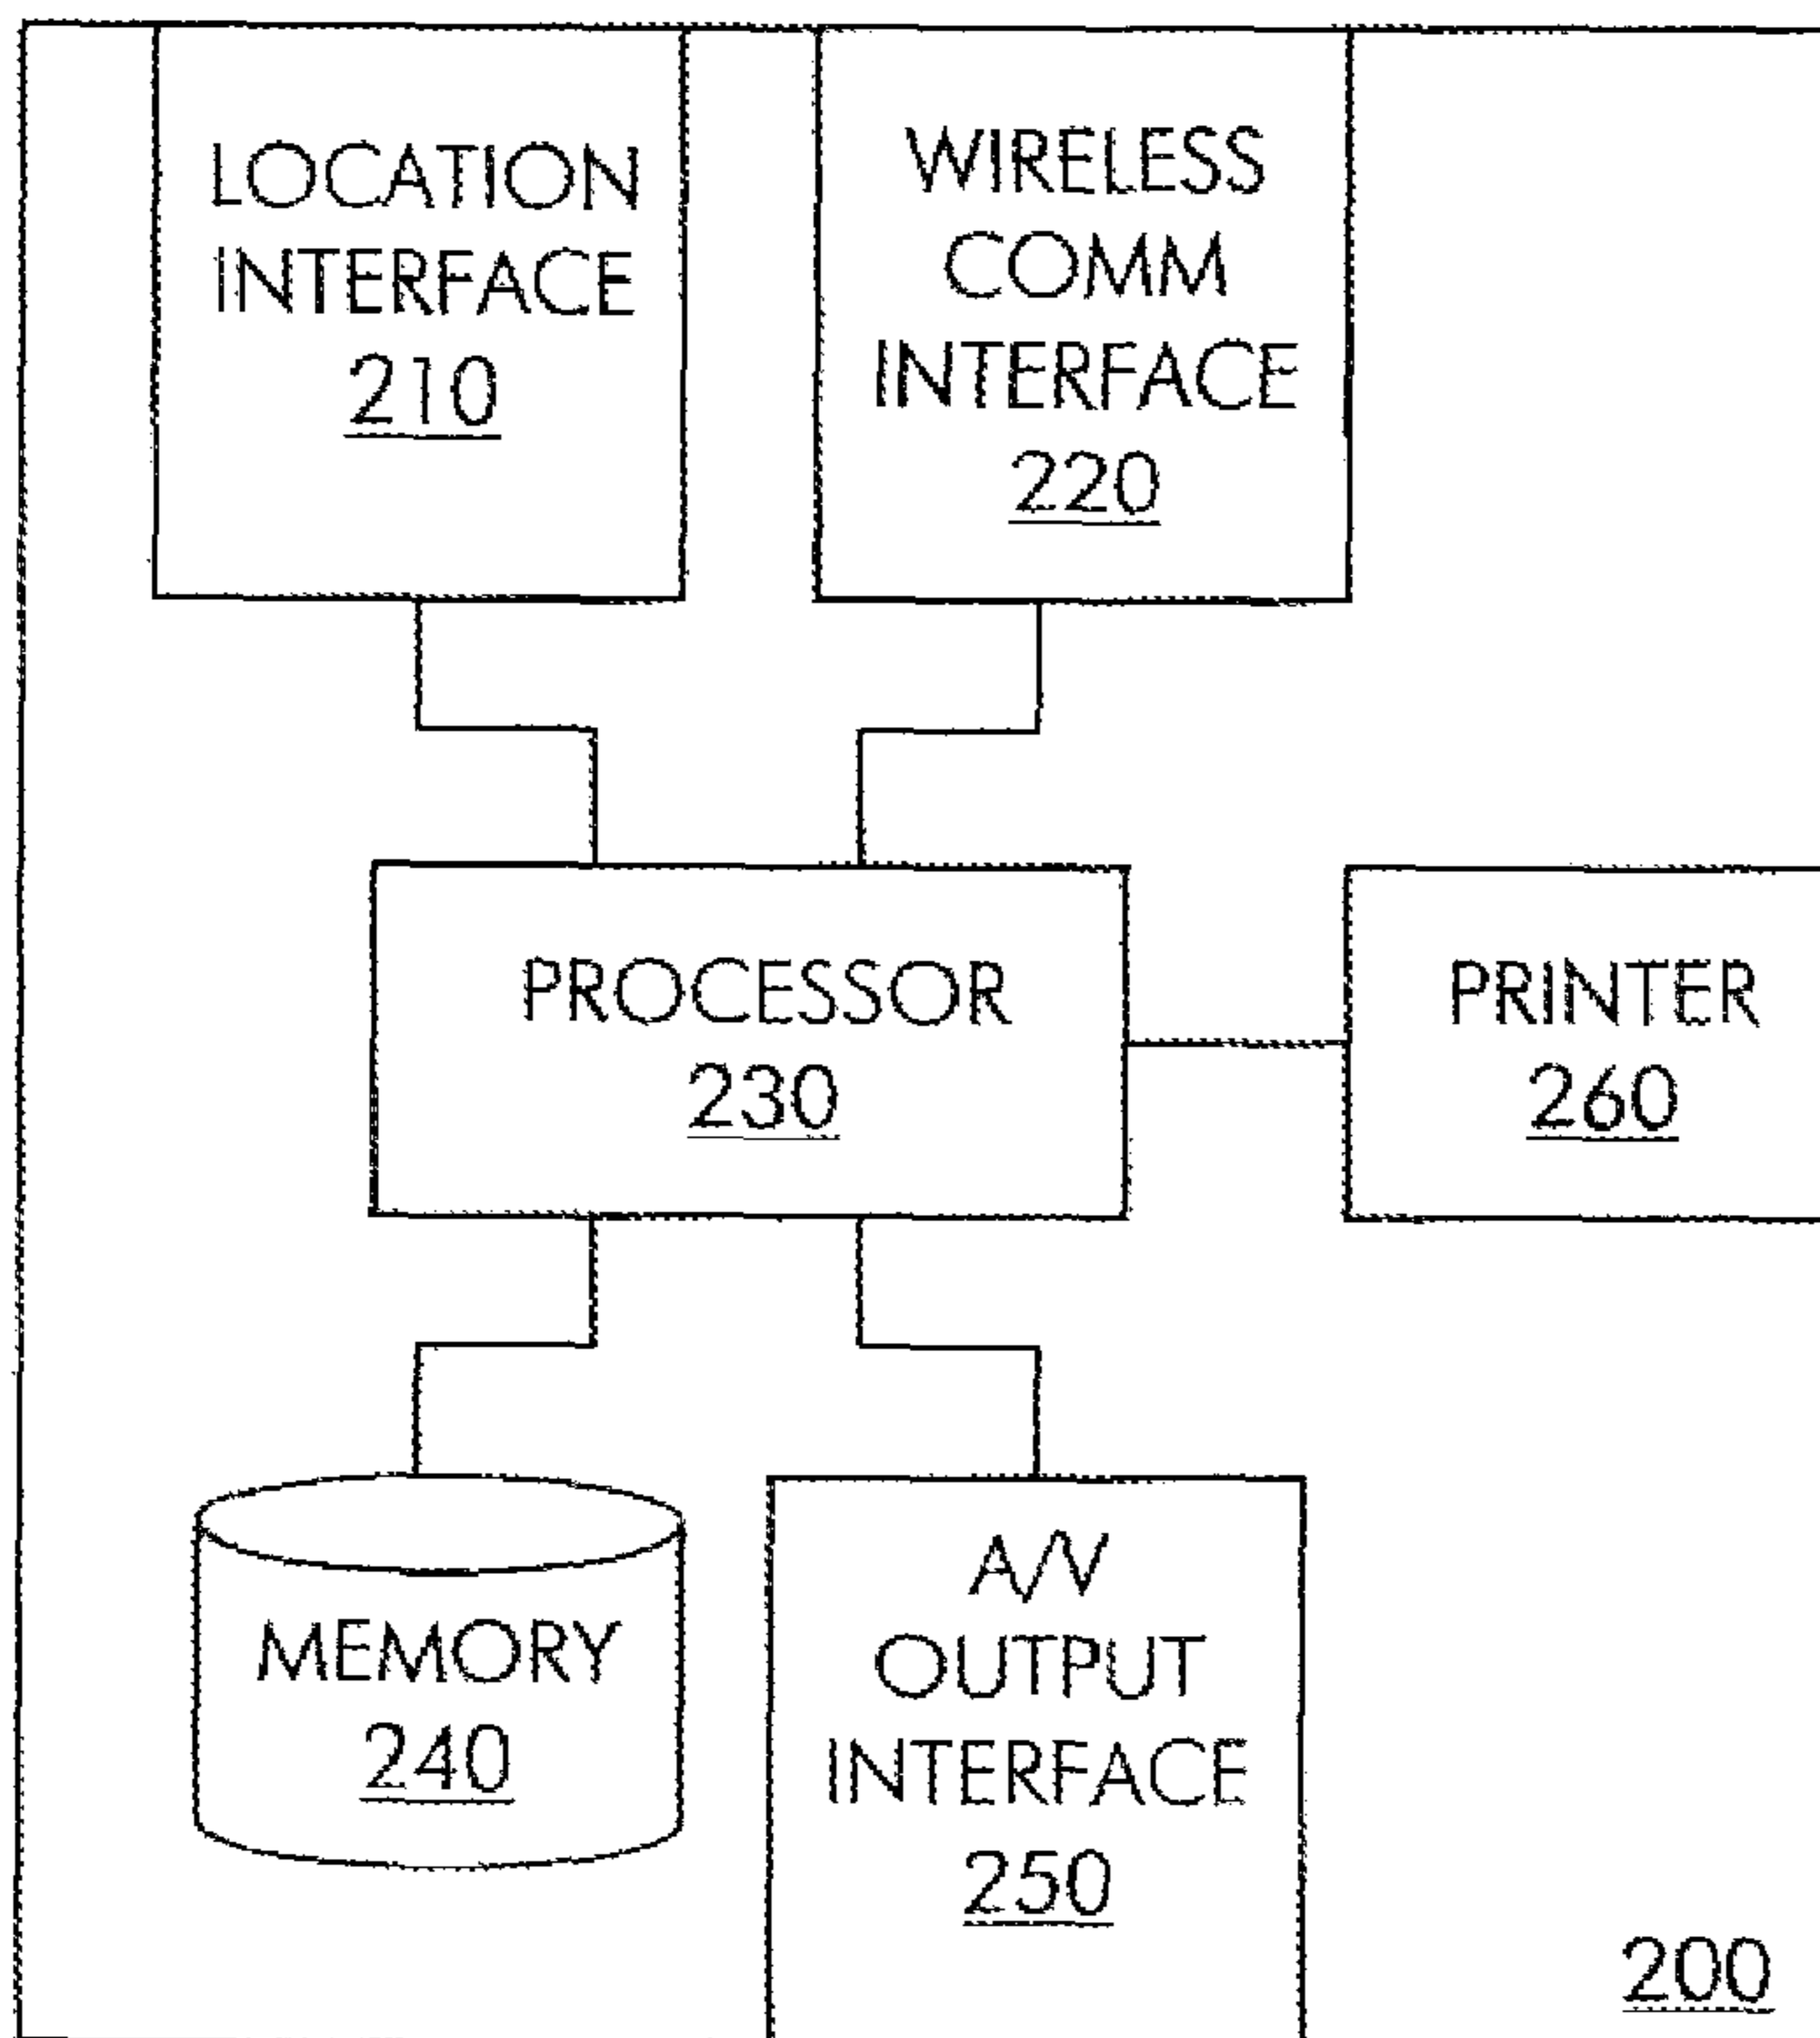 LOCATION
INTERFACE
210
WIRELESS
COMM
INTERFACE
220
PROCESSOR
230
PRINTER
260
MEMORY
240
A/V
OUTPUT
INTERFACE
250
200